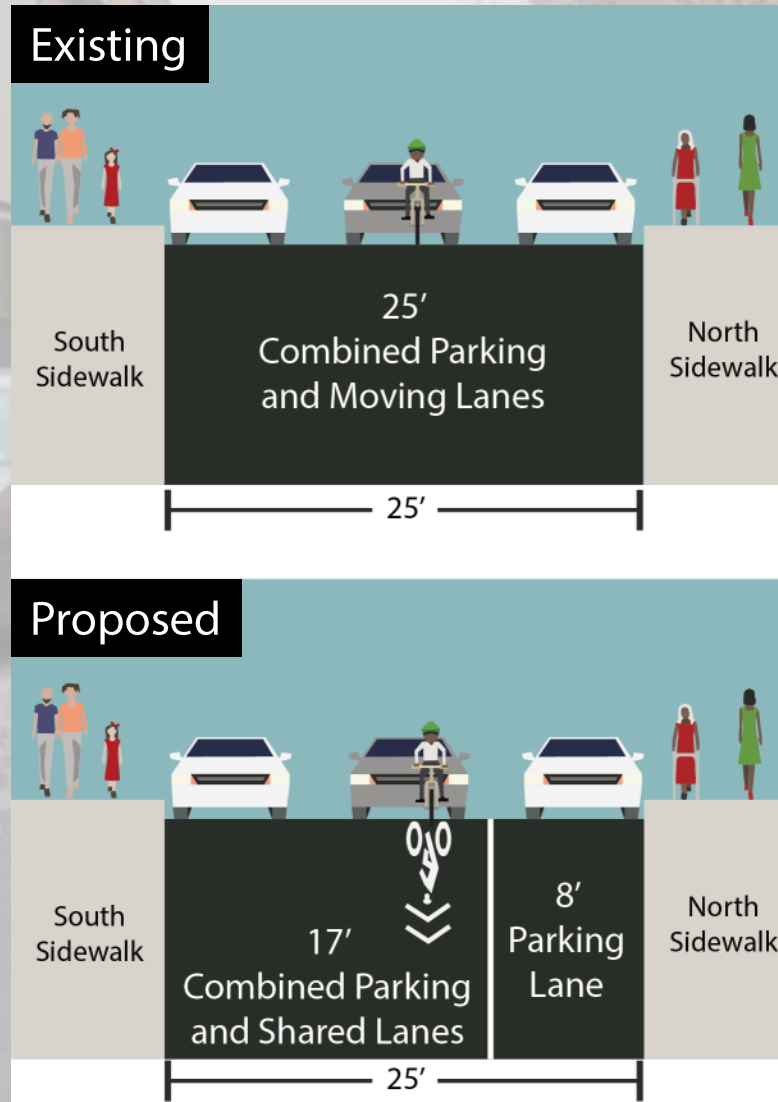 Existing
25’
Combined Parking
and Moving Lanes
South
Sidewalk
North
Sidewalk
25’
Proposed
17’
Combined Parking
and Shared Lanes
8’
Parking
Lane
South
Sidewalk
North
Sidewalk
25’